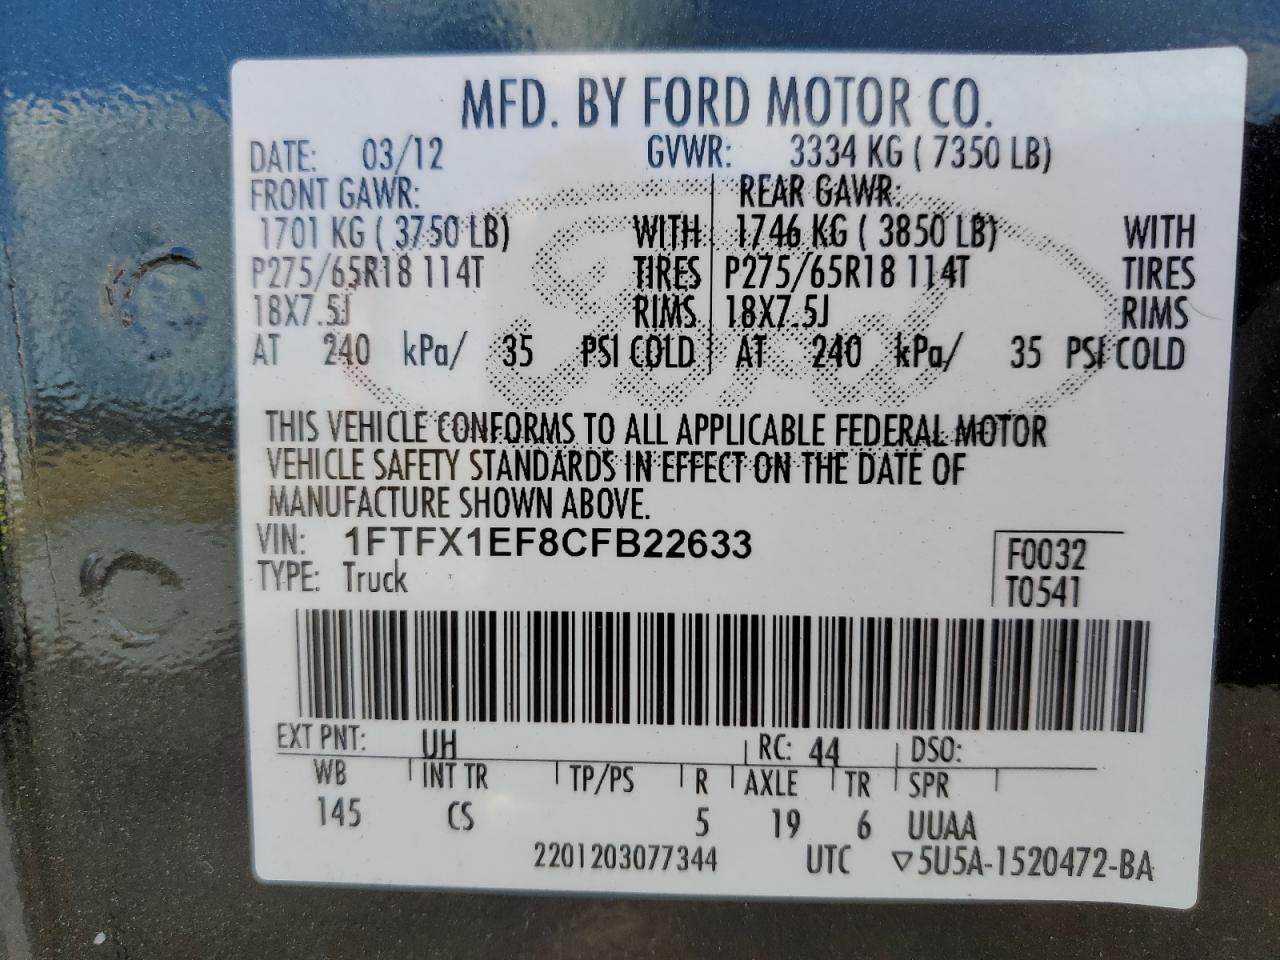 MFD. BY FORD MOTOR CO.
DATE: 03/12 GVWR: 3334 KG ( 7350 LB)
FRONT GAWR: REAR GAWR:
1701 KG ( 3750 LB) WITH 1746 KG ( 3850 LB) WITH
P275/65R18 114T TIRES P275/65R18 114T TIRES
18X7.5J RIMS 18X7.5J RIMS
AT 240 kPa/ 35 PSI COLD AT 240 kPa/ 35 PSI COLD
THIS VEHICLE CONFORMS TO ALL APPLICABLE FEDERAL MOTOR
VEHICLE SAFETY STANDARDS IN EFFECT ON THE DATE OF
MANUFACTURE SHOWN ABOVE.
VIN: 1FTFX1EF8CFB22633
TYPE: Truck
F0032
T0541
EXT PNT: UH RC: 44 DSO:
WB INT TR TP/PS R AXLE TR SPR
145 CS 5 19 6 UUAA
2201203077344 UTC ▽5U5A-1520472-BA